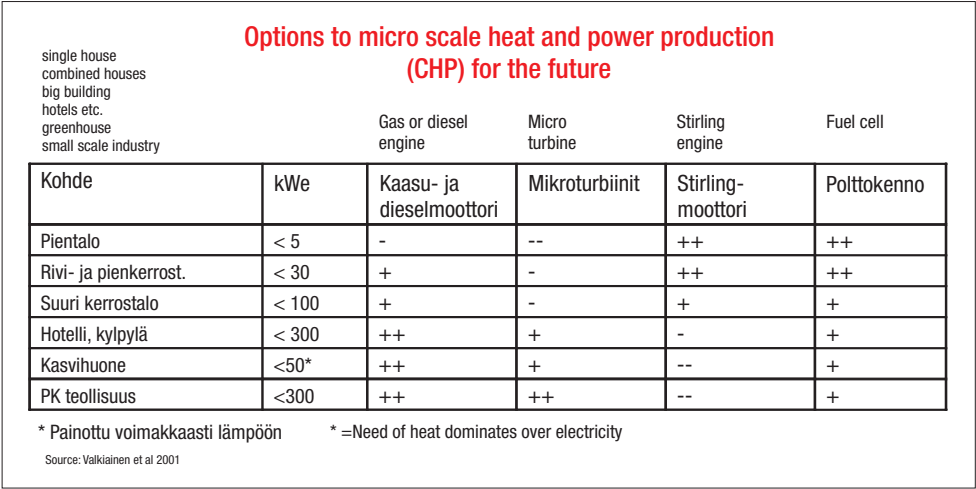 Options to micro scale heat and power production
(CHP) for the future
single house
combined houses
big building
hotels etc.
greenhouse
small scale industry
Gas or diesel engine
Micro turbine
Stirling engine
Fuel cell
Kohde kWe Kaasu- ja dieselmoottori Mikroturbiinit Stirling-moottori Polttokenno
Pientalo < 5 - -- ++ ++
Rivi- ja pienkerrost. < 30 + - ++ ++
Suuri kerrostalo < 100 + - + +
Hotelli, kylpylä < 300 ++ + - +
Kasvihuone <50* ++ + -- +
PK teollisuus <300 ++ ++ -- +
* Painottu voimakkaasti lämpöön * =Need of heat dominates over electricity
Source: Valkiainen et al 2001